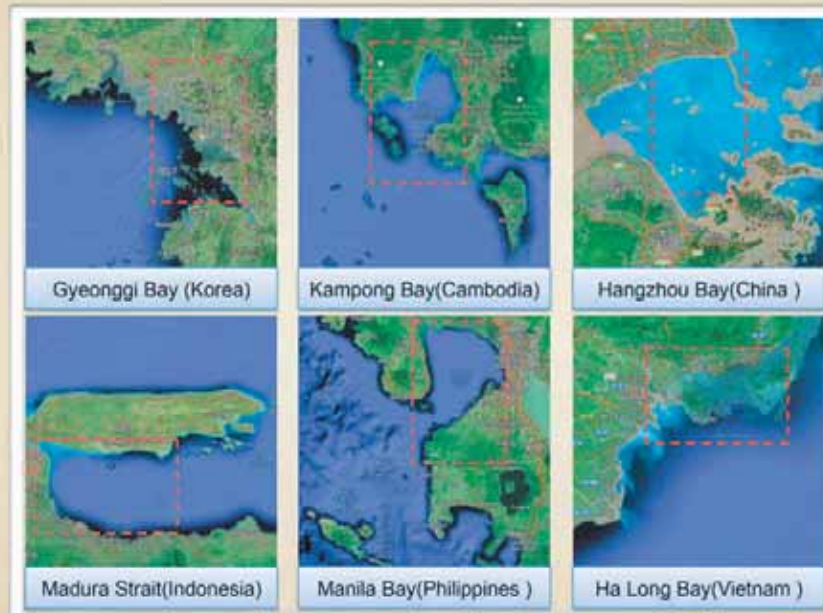 Gyeonggi Bay (Korea)
Kampong Bay(Cambodia)
Hangzhou Bay(China )
Madura Strait(Indonesia)
Manila Bay(Philippines )
Ha Long Bay(Vietnam )